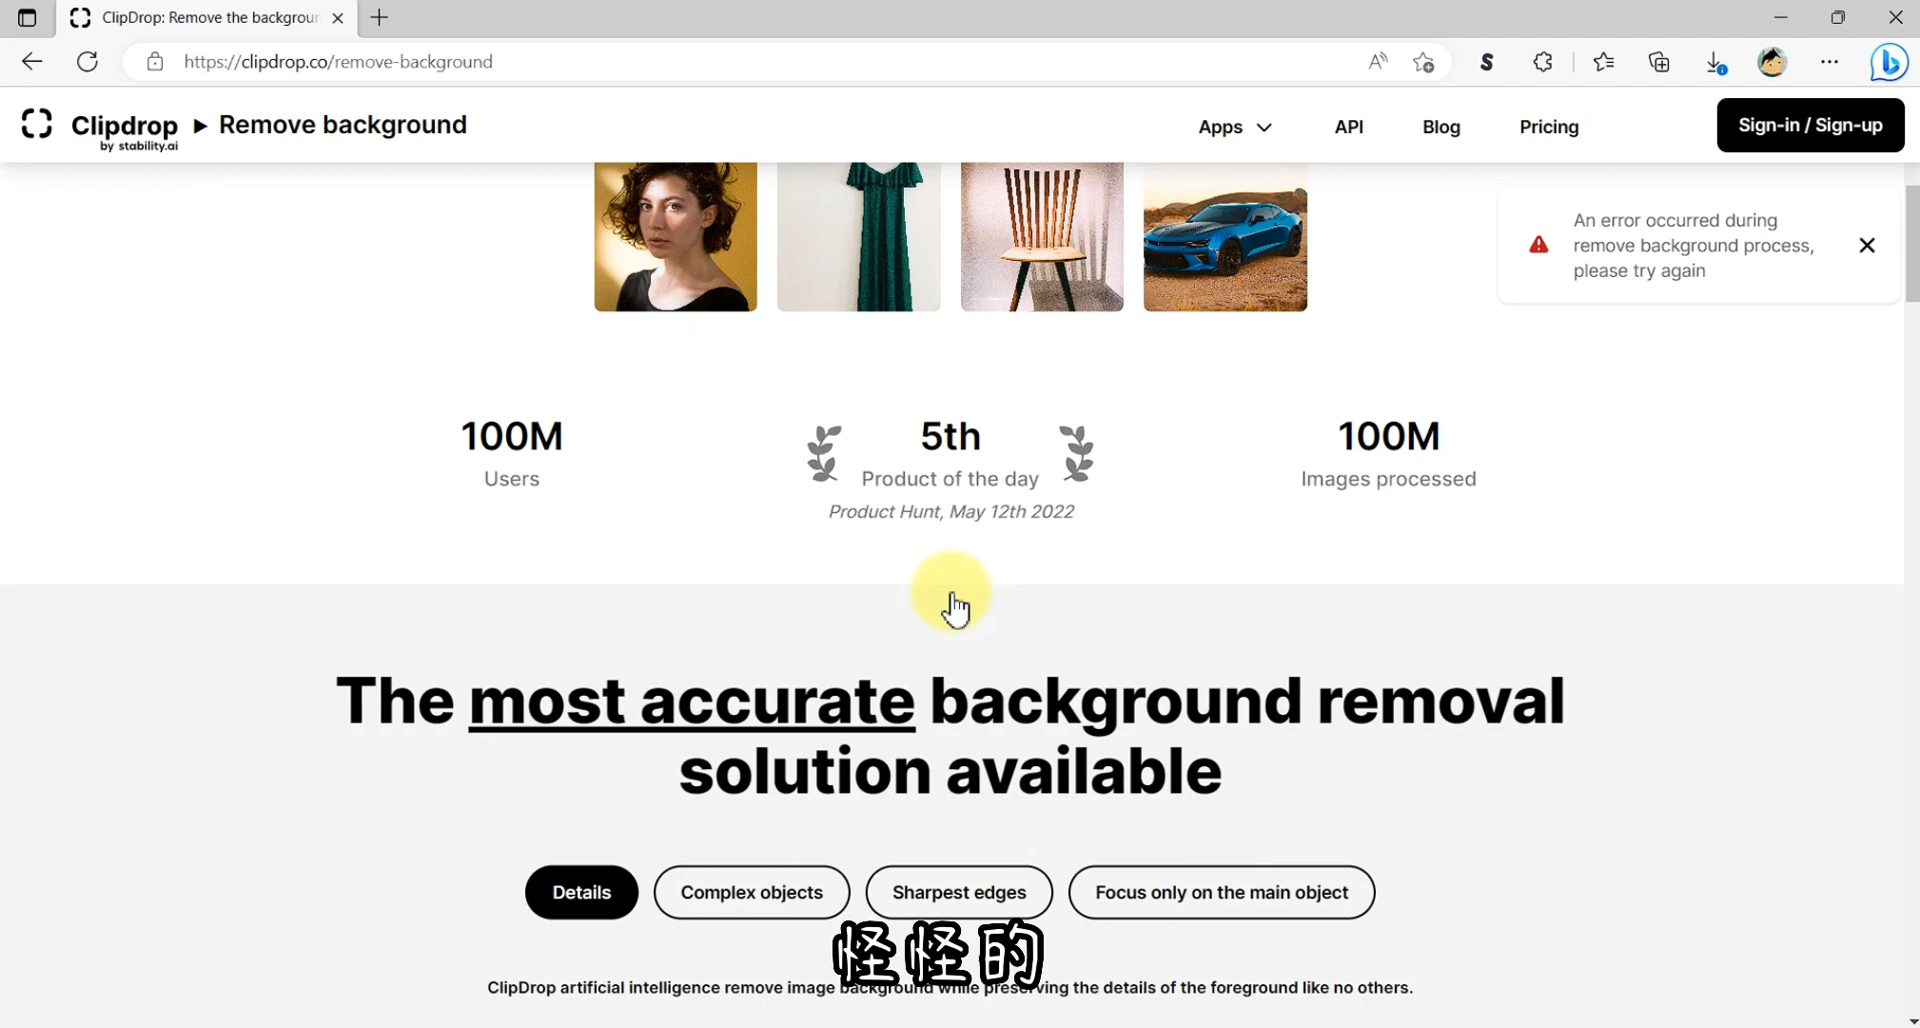 ClipDrop: Remove the backgroun
https://clipdrop.co/remove-background
Clipdrop
by stability.ai
Remove background
Apps
API
Blog
Pricing
Sign-in / Sign-up
An error occurred during
remove background process,
please try again
100M
Users
5th
Product of the day
Product Hunt, May 12th 2022
100M
Images processed
The most accurate background removal
solution available
Details
Complex objects
Sharpest edges
Focus only on the main object
怪怪的
ClipDrop artificial intelligence remove image background while preserving the details of the foreground like no others.